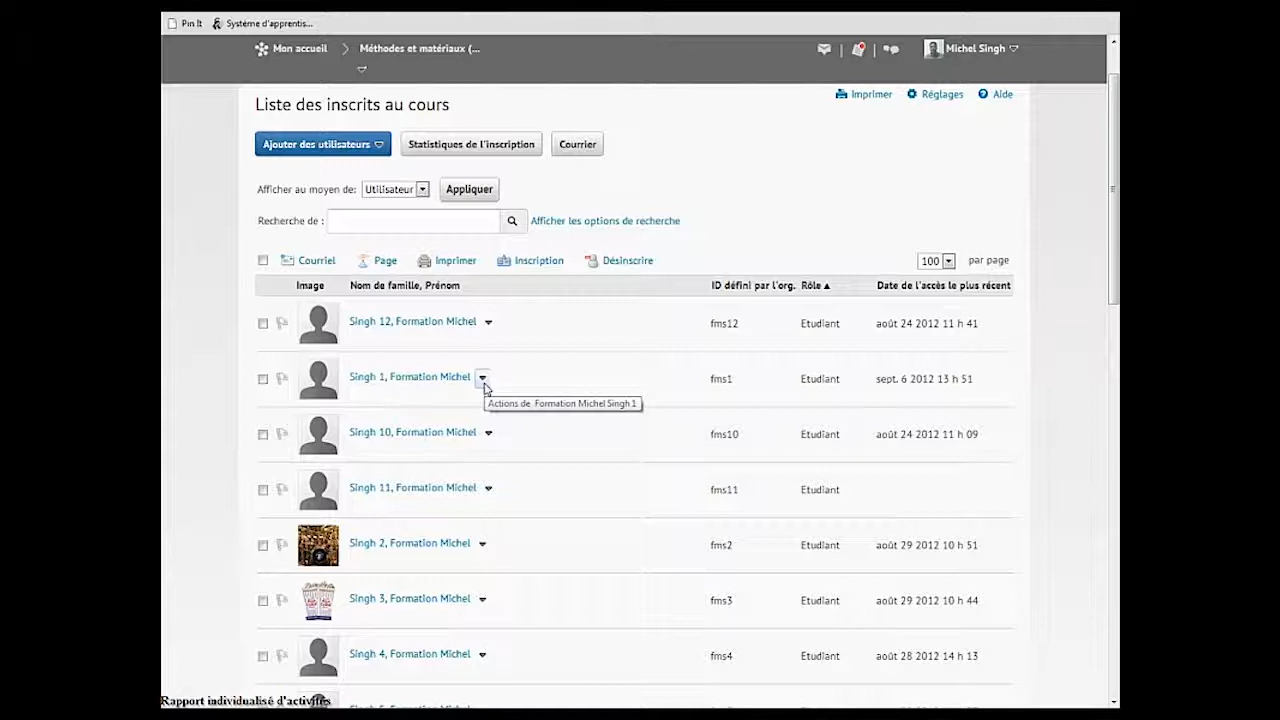 Pin It Système d'apprentis...
Mon accueil Méthodes et matériaux (... Michel Singh
Liste des inscrits au cours Imprimer Réglages Aide
Ajouter des utilisateurs Statistiques de l'inscription Courrier
Afficher au moyen de: Utilisateur Appliquer
Recherche de : Afficher les options de recherche
Courriel Page Imprimer Inscription Désinscrire 100 par page
Image Nom de famille, Prénom ID défini par l'org. Rôle ▲ Date de l'accès le plus récent
Singh 12, Formation Michel fms12 Etudiant août 24 2012 11 h 41
Singh 1, Formation Michel fms1 Etudiant sept. 6 2012 13 h 51
Actions de Formation Michel Singh 1
Singh 10, Formation Michel fms10 Etudiant août 24 2012 11 h 09
Singh 11, Formation Michel fms11 Etudiant
Singh 2, Formation Michel fms2 Etudiant août 29 2012 10 h 51
Singh 3, Formation Michel fms3 Etudiant août 29 2012 10 h 44
Singh 4, Formation Michel fms4 Etudiant août 28 2012 14 h 13
Rapport individualisé d'activités